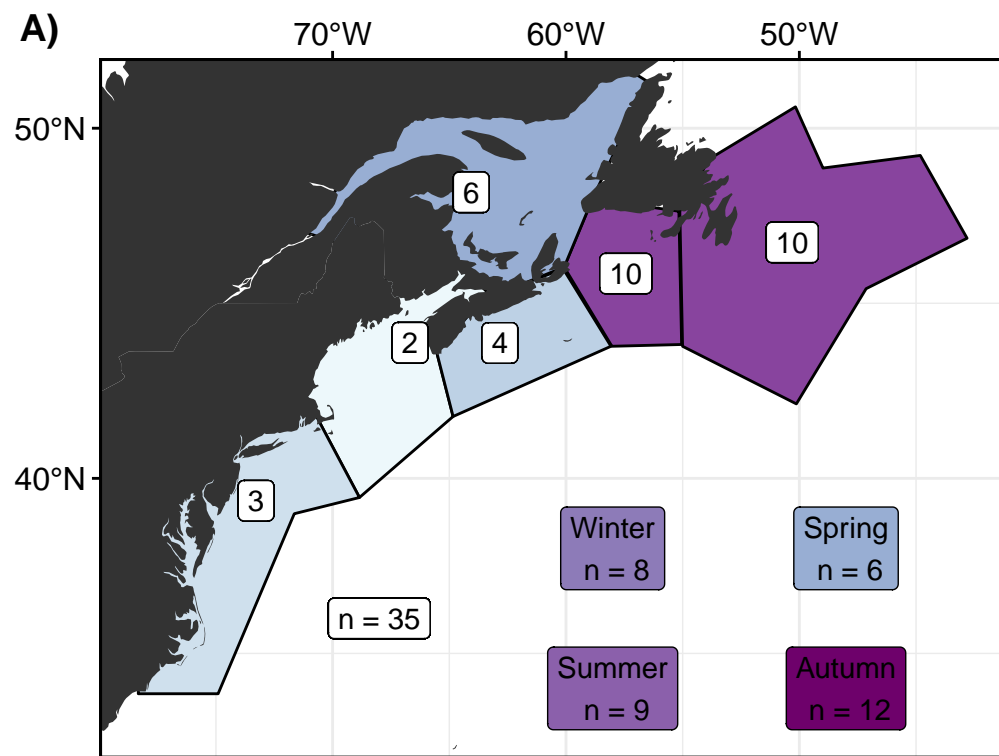 A)
70°W 60°W 50°W
50°N
6
10
10
2
4
40°N
3
Winter
n = 8
Spring
n = 6
n = 35
Summer
n = 9
Autumn
n = 12